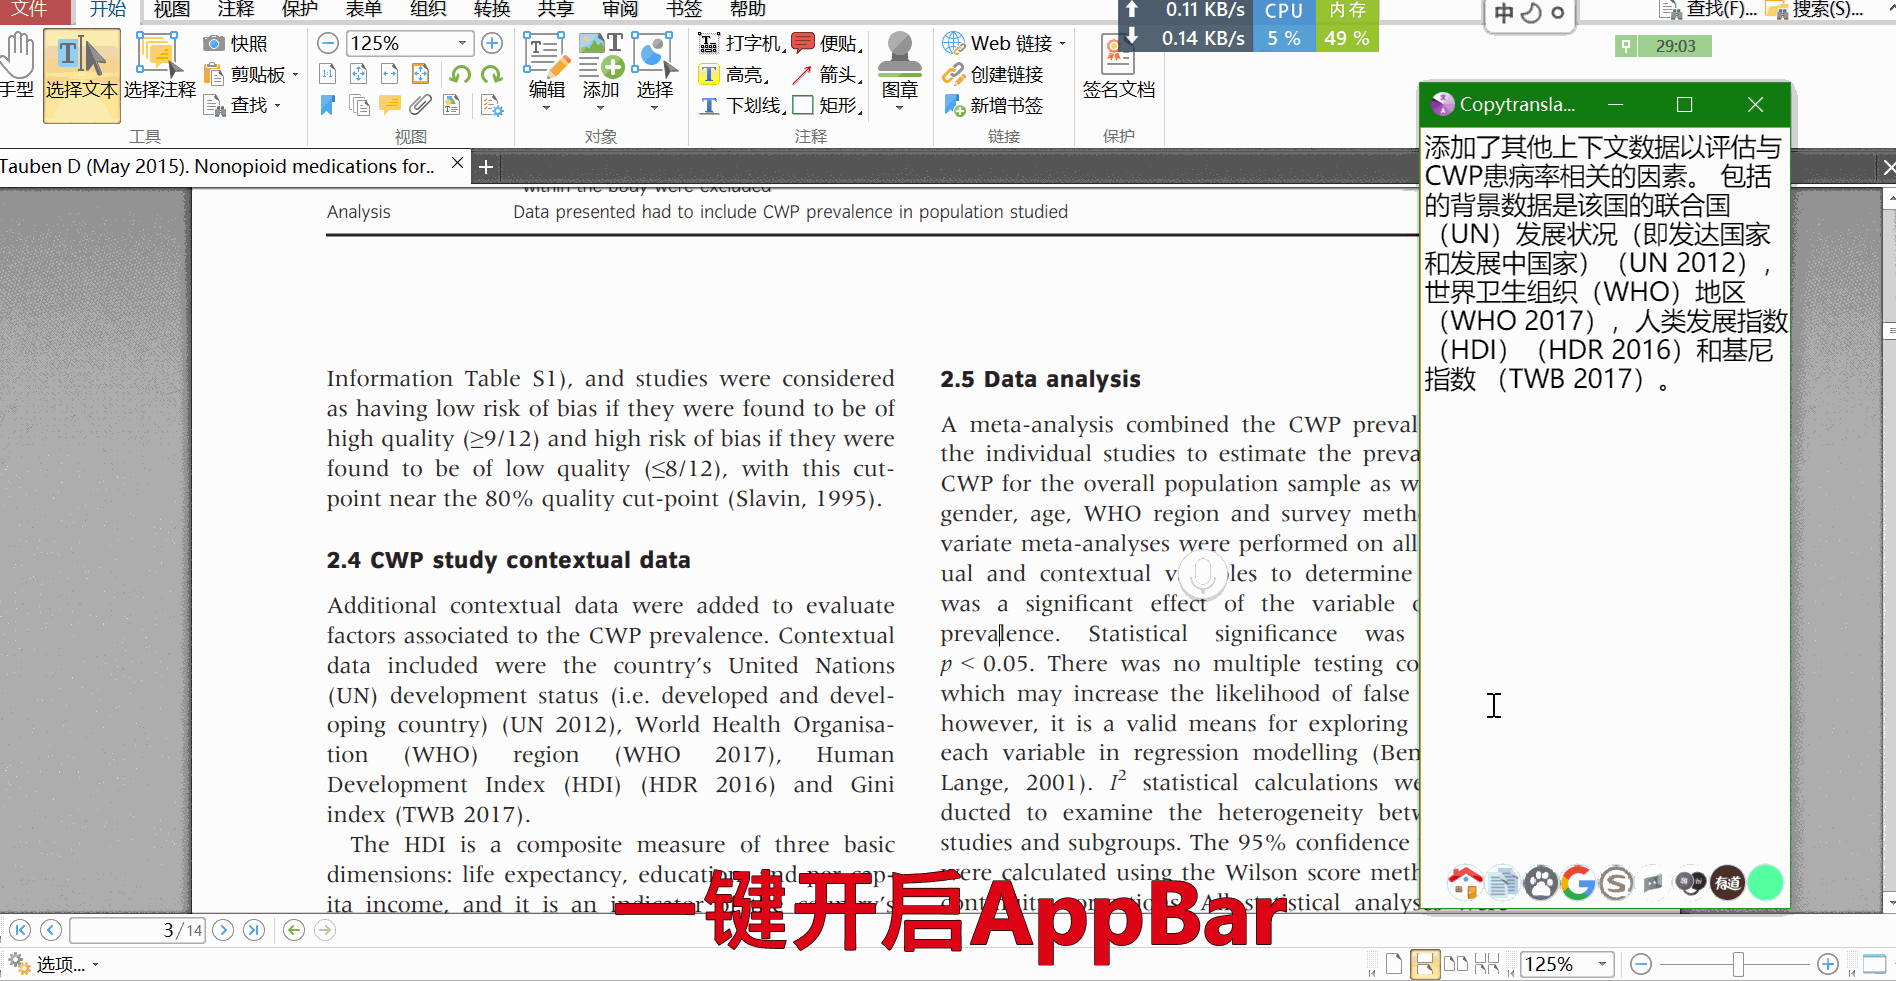 文件 开始 视图 注释 保护 表单 组织 转换 共享 审阅 书签 帮助
0.11 KB/s CPU 内存
0.14 KB/s 5 % 49 %
中
查找(F)... 搜索(S)...
29:03
手型
选择文本
选择注释
快照
剪贴板
查找
工具
125%
1:1
视图
编辑
添加
选择
对象
打字机 便贴
高亮 箭头
下划线 矩形
图章
注释
Web 链接
创建链接
新增书签
链接
签名文档
保护
Tauben D (May 2015). Nonopioid medications for..
within the body were excluded
Analysis Data presented had to include CWP prevalence in population studied
Information Table S1), and studies were considered
as having low risk of bias if they were found to be of
high quality (≥9/12) and high risk of bias if they were
found to be of low quality (≤8/12), with this cut-
point near the 80% quality cut-point (Slavin, 1995).
2.4 CWP study contextual data
Additional contextual data were added to evaluate
factors associated to the CWP prevalence. Contextual
data included were the country’s United Nations
(UN) development status (i.e. developed and devel-
oping country) (UN 2012), World Health Organisa-
tion (WHO) region (WHO 2017), Human
Development Index (HDI) (HDR 2016) and Gini
index (TWB 2017).
The HDI is a composite measure of three basic
dimensions: life expectancy, education and per cap-
ita income, and it is an indicator
2.5 Data analysis
A meta-analysis combined the CWP preval
the individual studies to estimate the preva
CWP for the overall population sample as w
gender, age, WHO region and survey meth
variate meta-analyses were performed on all
ual and contextual v les to determine
was a significant effect of the variable
prevalence. Statistical significance was
p < 0.05. There was no multiple testing co
which may increase the likelihood of false
however, it is a valid means for exploring
each variable in regression modelling (Ben
Lange, 2001). I² statistical calculations we
ducted to examine the heterogeneity betw
studies and subgroups. The 95% confidence
were calculated using the Wilson score meth
All statistical analys
Copytransla...
添加了其他上下文数据以评估与
CWP患病率相关的因素。 包括
的背景数据是该国的联合国
（UN）发展状况（即发达国家
和发展中国家）（UN 2012），
世界卫生组织（WHO）地区
（WHO 2017），人类发展指数
（HDI）（HDR 2016）和基尼
指数 （TWB 2017）。
有道
一键开启AppBar
3 / 14
选项...
125%